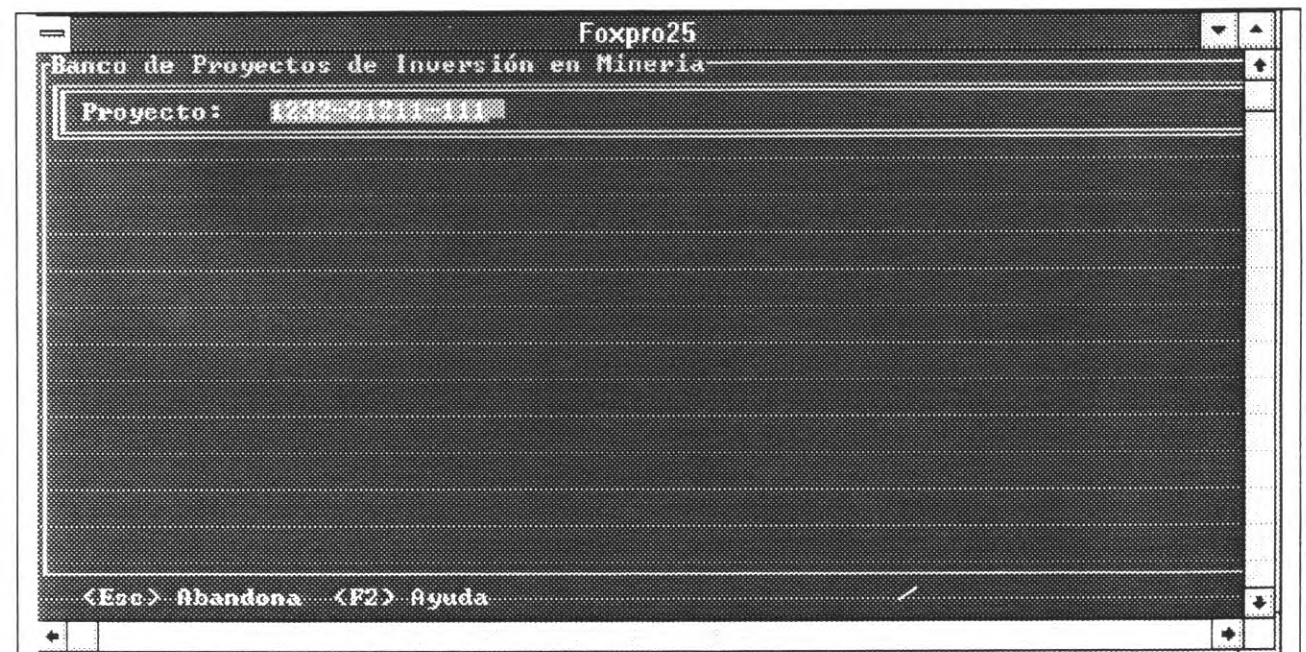 Foxpro25
Banco de Proyectos de Inversión en Mineria
Proyecto: 1232-21211-111
<Esc> Abandona <F2> Ayuda